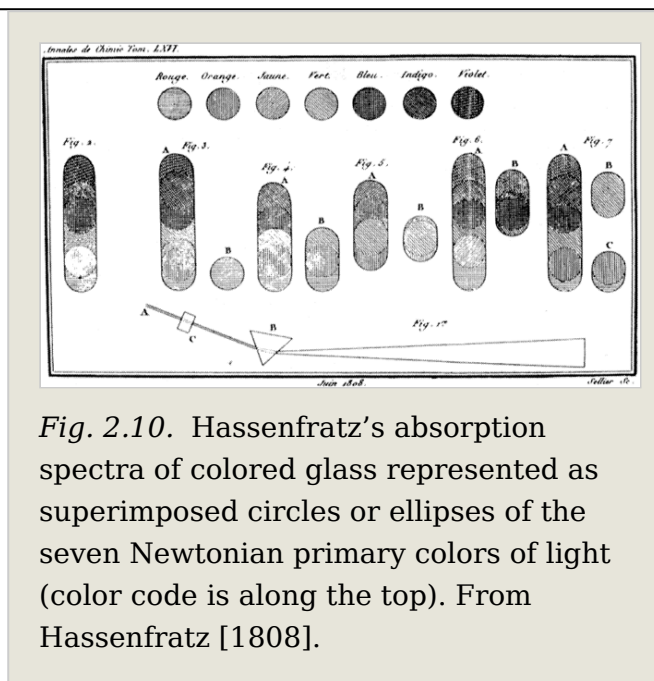 Annales de Chimie Tom. LXVI.
Rouge. Orange. Jaune. Vert. Bleu. Indigo. Violet.
Fig. 2. A Fig. 3. Fig. 4. A Fig. 5. A Fig. 6. A B A Fig. 7 B
B B B C
A C B Fig. 1re
Juin 1808. Sellier Sc.
Fig. 2.10. Hassenfratz’s absorption
spectra of colored glass represented as
superimposed circles or ellipses of the
seven Newtonian primary colors of light
(color code is along the top). From
Hassenfratz [1808].